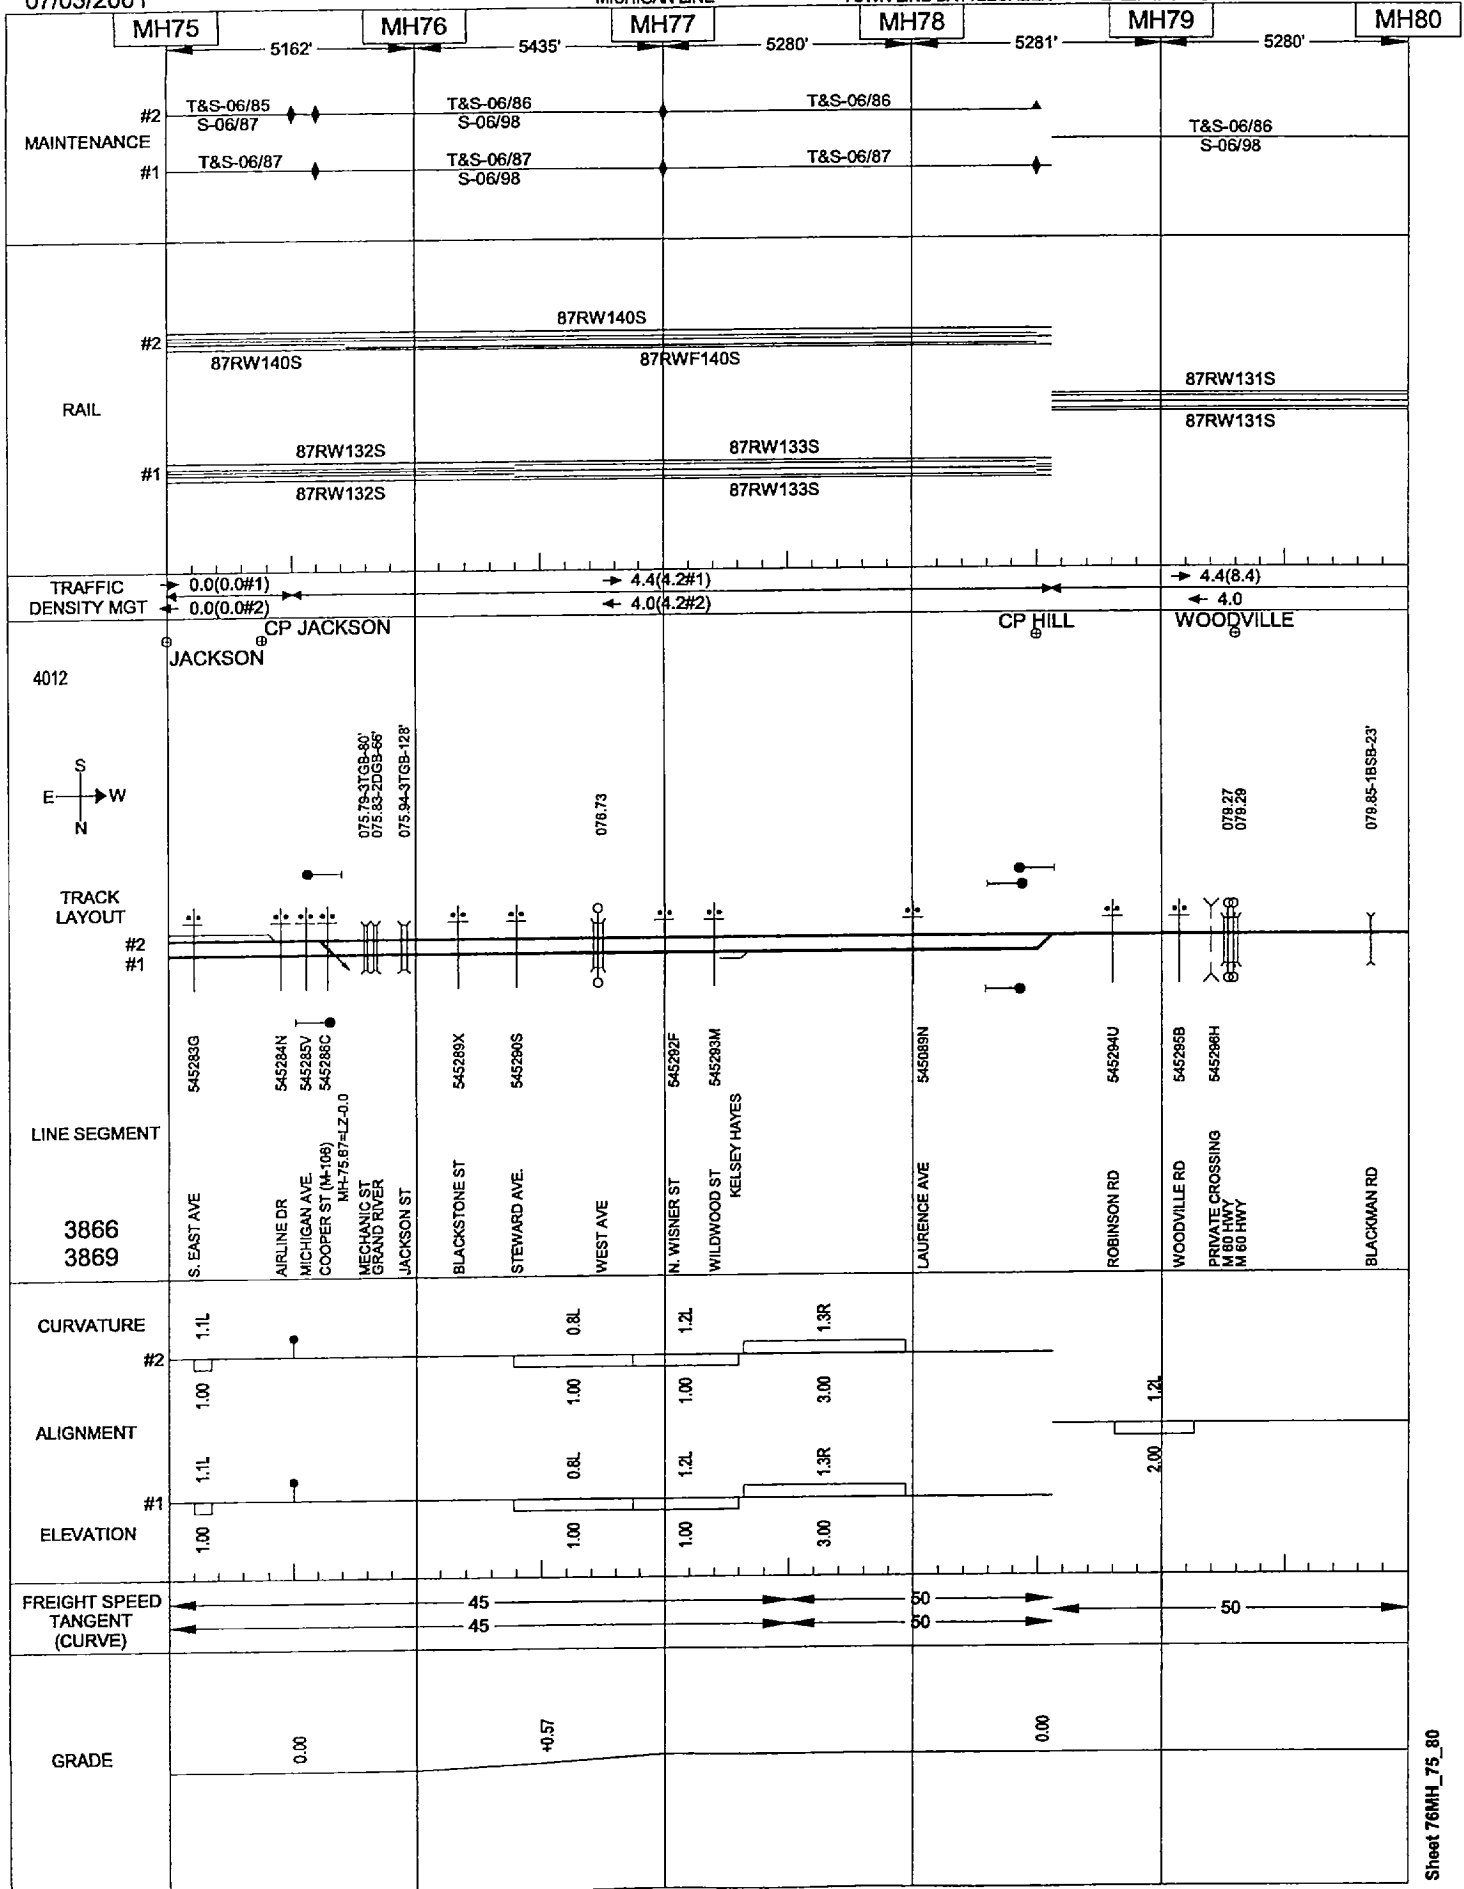 07/03/2001
MICHIGAN LINE
MH75
MH76
MH77
MH78
MH79
MH80
5162'
5435'
5280'
5281'
5280'
MAINTENANCE
#2
T&S-06/85
S-06/87
T&S-06/86
S-06/98
T&S-06/86
T&S-06/86
S-06/98
#1
T&S-06/87
T&S-06/87
S-06/98
T&S-06/87
RAIL
#2
87RW140S
87RW140S
87RWF140S
87RW131S
87RW131S
#1
87RW132S
87RW133S
87RW132S
87RW133S
TRAFFIC
DENSITY MGT
0.0(0.0#1)
4.4(4.2#1)
4.4(8.4)
0.0(0.0#2)
4.0(4.2#2)
4.0
CP JACKSON
CP HILL
WOODVILLE
JACKSON
4012
S
E
W
N
075.79-3TGB-80'
075.83-2DGB-66'
075.94-3TGB-128'
076.73
079.27
079.29
079.85-1BSB-23'
TRACK
LAYOUT
#2
#1
545283G
545284N
545285V
545286C
545289X
545290S
545292F
545293M
545089N
545294U
545295B
545296H
LINE SEGMENT
3866
3869
S. EAST AVE
AIRLINE DR
MICHIGAN AVE.
COOPER ST (M-106)
MH-75.67=LZ-0.0
MECHANIC ST
GRAND RIVER
JACKSON ST
BLACKSTONE ST
STEWARD AVE.
WEST AVE
N. WISNER ST
WILDWOOD ST
KELSEY HAYES
LAURENCE AVE
ROBINSON RD
WOODVILLE RD
PRIVATE CROSSING
M 60 HWY
M 60 HWY
BLACKMAN RD
CURVATURE
#2
1.1L
0.8L
1.2L
1.3R
1.00
1.00
1.00
3.00
1.2L
2.00
ALIGNMENT
#1
1.1L
0.8L
1.2L
1.3R
1.00
1.00
1.00
3.00
ELEVATION
FREIGHT SPEED
TANGENT
(CURVE)
45
50
50
45
50
GRADE
0.00
+0.57
0.00
Sheet 76MH_75_80